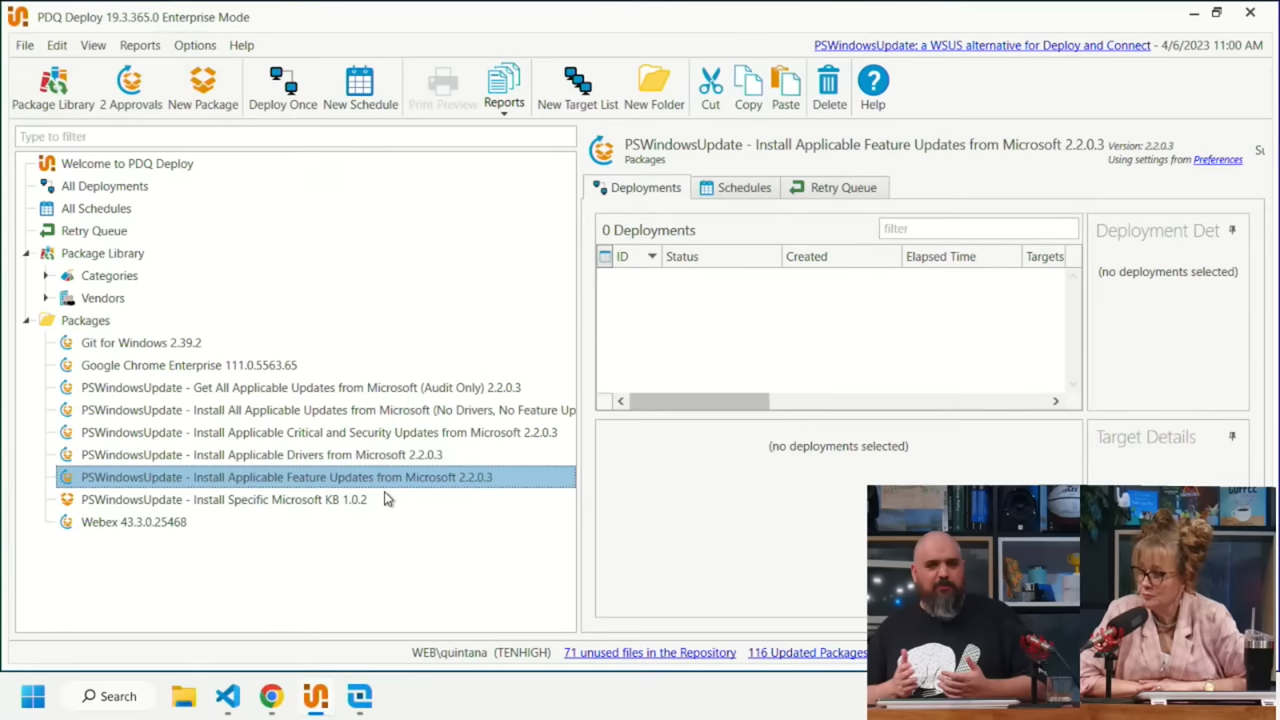 PDQ Deploy 19.3.365.0 Enterprise Mode
File Edit View Reports Options Help
PSWindowsUpdate: a WSUS alternative for Deploy and Connect - 4/6/2023 11:00 AM
Package Library 2 Approvals New Package Deploy Once New Schedule Print Preview Reports New Target List New Folder Cut Copy Paste Delete Help
Type to filter
Welcome to PDQ Deploy
All Deployments
All Schedules
Retry Queue
Package Library
Categories
Vendors
Packages
Git for Windows 2.39.2
Google Chrome Enterprise 111.0.5563.65
PSWindowsUpdate - Get All Applicable Updates from Microsoft (Audit Only) 2.2.0.3
PSWindowsUpdate - Install All Applicable Updates from Microsoft (No Drivers, No Feature Up
PSWindowsUpdate - Install Applicable Critical and Security Updates from Microsoft 2.2.0.3
PSWindowsUpdate - Install Applicable Drivers from Microsoft 2.2.0.3
PSWindowsUpdate - Install Applicable Feature Updates from Microsoft 2.2.0.3
PSWindowsUpdate - Install Specific Microsoft KB 1.0.2
Webex 43.3.0.25468
PSWindowsUpdate - Install Applicable Feature Updates from Microsoft 2.2.0.3 Version: 2.2.0.3
Packages
Using settings from Preferences
Su
Deployments Schedules Retry Queue
0 Deployments
filter
ID Status Created Elapsed Time Targets
Deployment Det
(no deployments selected)
(no deployments selected)
Target Details
COFFEE
WEB\quintana (TENHIGH) 71 unused files in the Repository 116 Updated Packages
Search